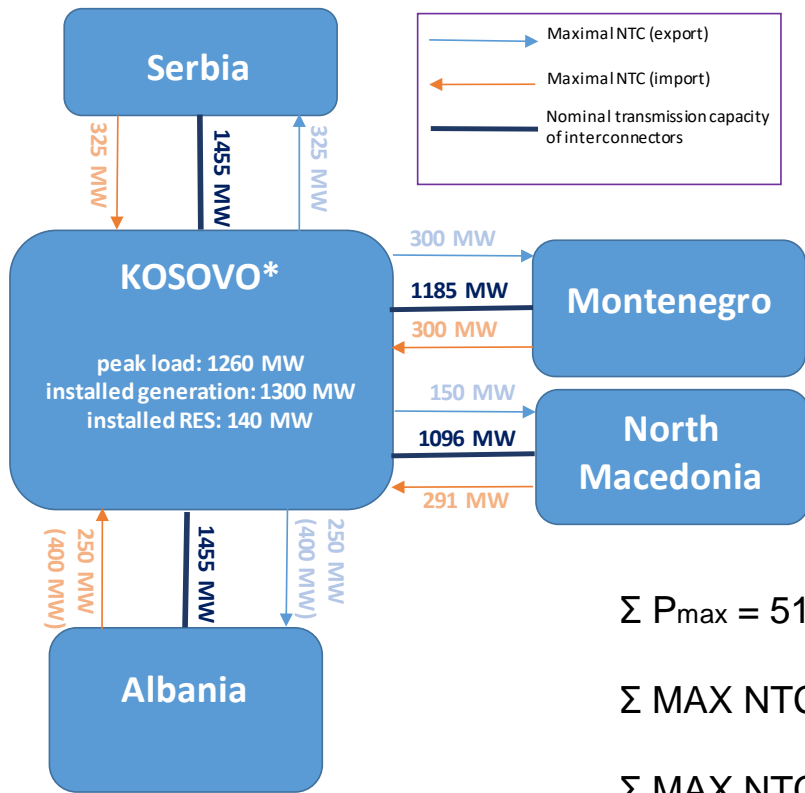 Serbia
Maximal NTC (export)
Maximal NTC (import)
Nominal transmission capacity
of interconnectors
325 MW
1455 MW
325 MW
KOSOVO*
peak load: 1260 MW
installed generation: 1300 MW
installed RES: 140 MW
300 MW
1185 MW
300 MW
Montenegro
150 MW
1096 MW
291 MW
North
Macedonia
250 MW
(400 MW)
1455 MW
250 MW
(400 MW)
Albania
Σ Pmax = 51
Σ MAX NTC
Σ MAX NTC